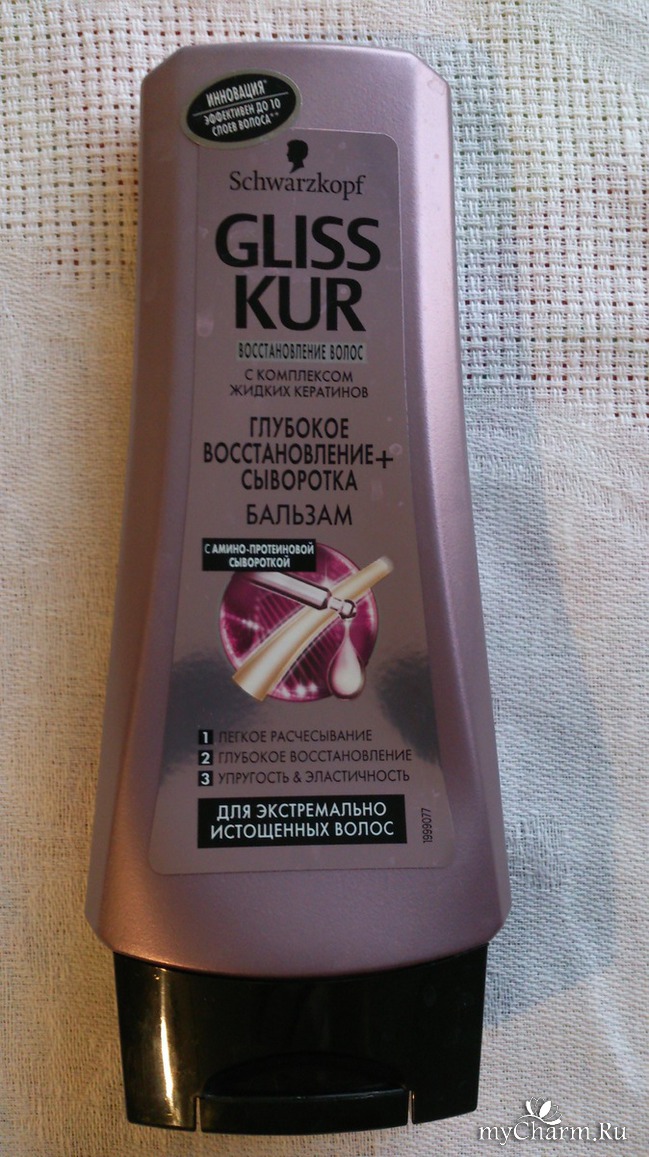 ИННОВАЦИЯ*
ЭФФЕКТИВЕН ДО 10
СЛОЕВ ВОЛОСА**
Schwarzkopf
GLISS
KUR
ВОССТАНОВЛЕНИЕ ВОЛОС
С КОМПЛЕКСОМ
ЖИДКИХ КЕРАТИНОВ
ГЛУБОКОЕ
ВОССТАНОВЛЕНИЕ+
СЫВОРОТКА
БАЛЬЗАМ
С АМИНО-ПРОТЕИНОВОЙ
СЫВОРОТКОЙ
1 ЛЕГКОЕ РАСЧЕСЫВАНИЕ
2 ГЛУБОКОЕ ВОССТАНОВЛЕНИЕ
3 УПРУГОСТЬ & ЭЛАСТИЧНОСТЬ
ДЛЯ ЭКСТРЕМАЛЬНО
ИСТОЩЕННЫХ ВОЛОС
1999077
myCharm.Ru